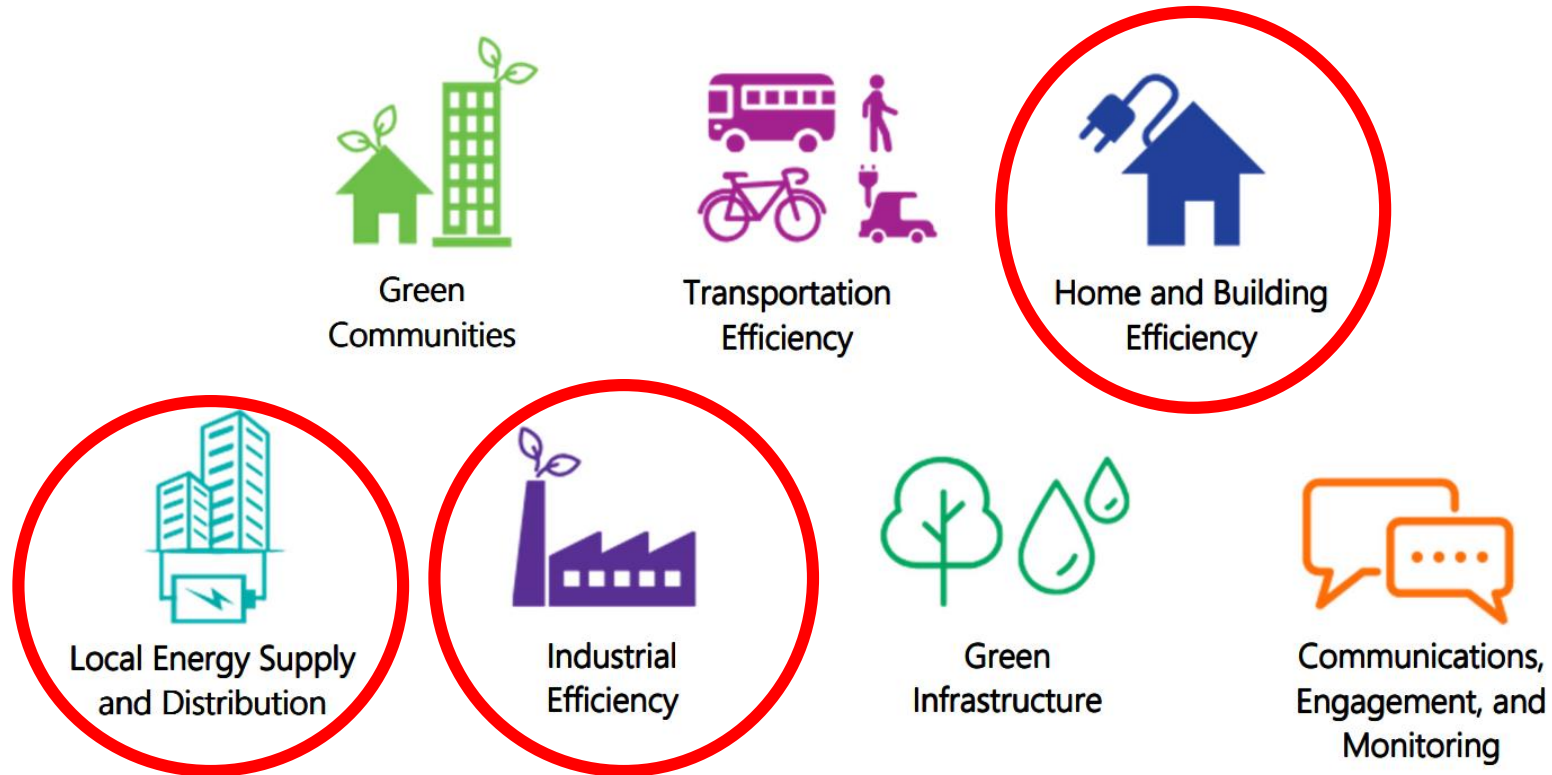 Green
Communities
Transportation
Efficiency
Home and Building
Efficiency
Local Energy Supply
and Distribution
Industrial
Efficiency
Green
Infrastructure
Communications,
Engagement, and
Monitoring